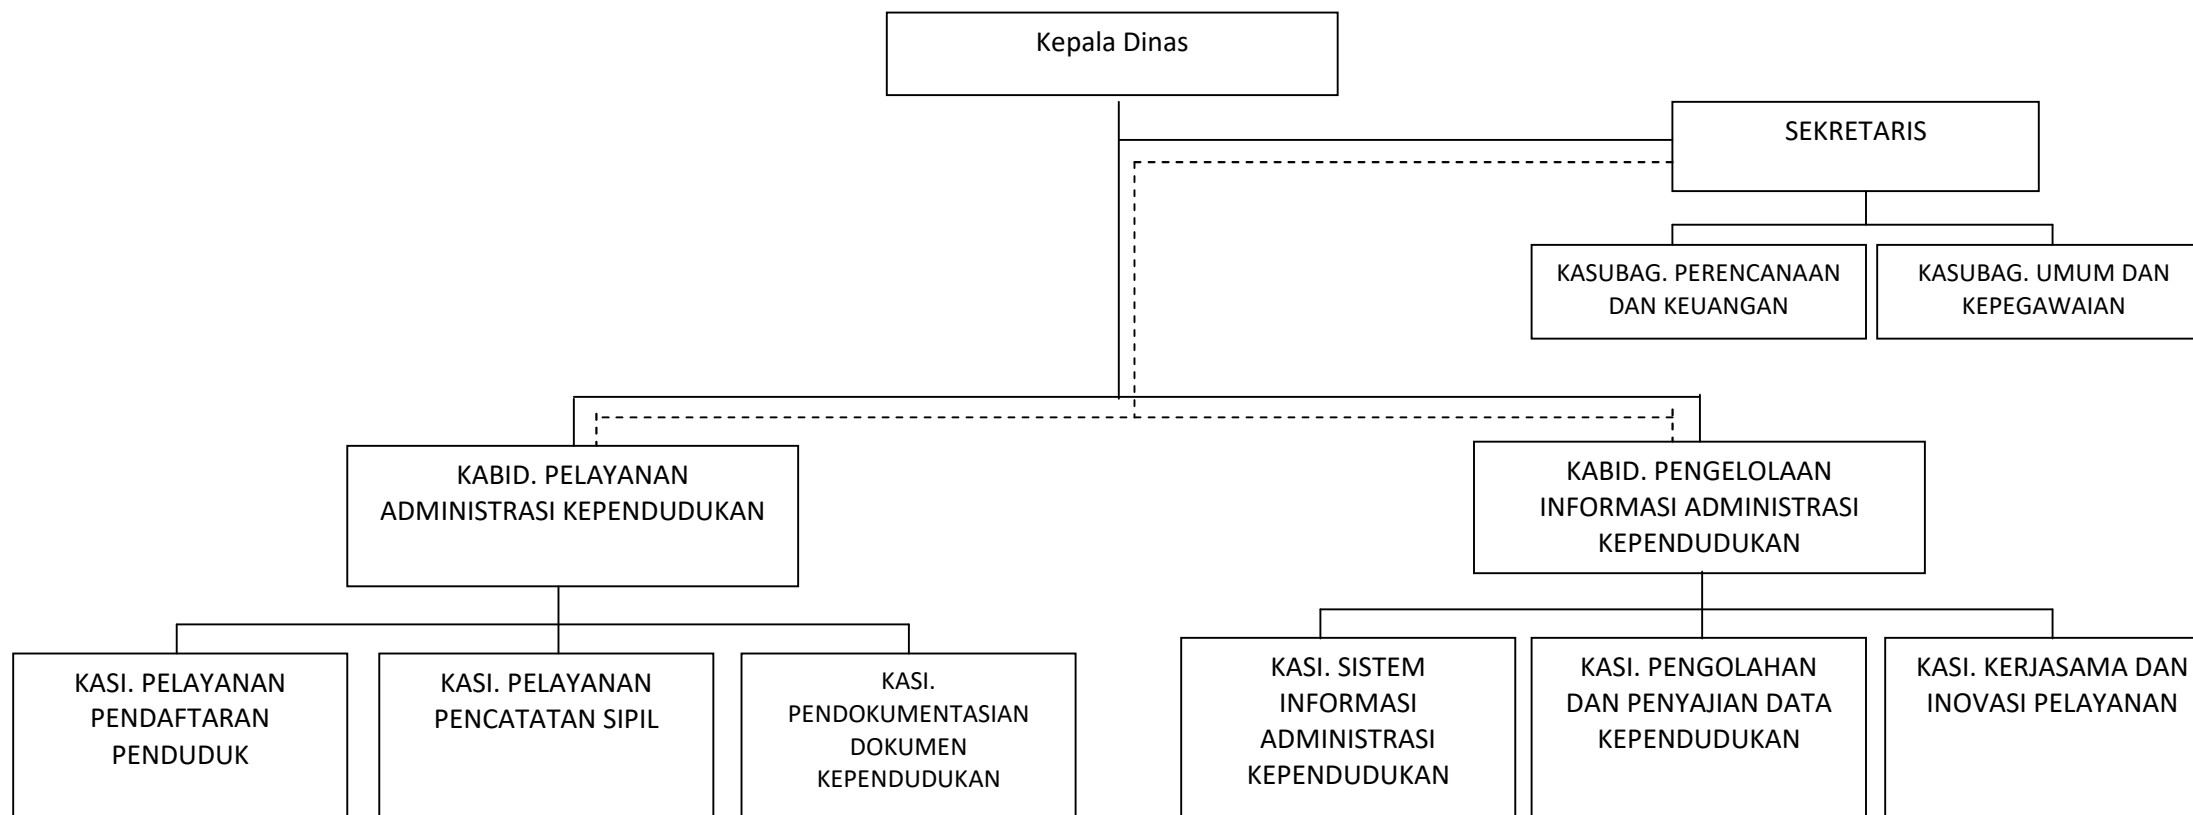 Kepala Dinas
SEKRETARIS
KASUBAG. PERENCANAAN
DAN KEUANGAN
KASUBAG. UMUM DAN
KEPEGAWAIAN
KABID. PELAYANAN
ADMINISTRASI KEPENDUDUKAN
KABID. PENGELOLAAN
INFORMASI ADMINISTRASI
KEPENDUDUKAN
KASI. PELAYANAN
PENDAFTARAN
PENDUDUK
KASI. PELAYANAN
PENCATATAN SIPIL
KASI.
PENDOKUMENTASIAN
DOKUMEN
KEPENDUDUKAN
KASI. SISTEM
INFORMASI
ADMINISTRASI
KEPENDUDUKAN
KASI. PENGOLAHAN
DAN PENYAJIAN DATA
KEPENDUDUKAN
KASI. KERJASAMA DAN
INOVASI PELAYANAN